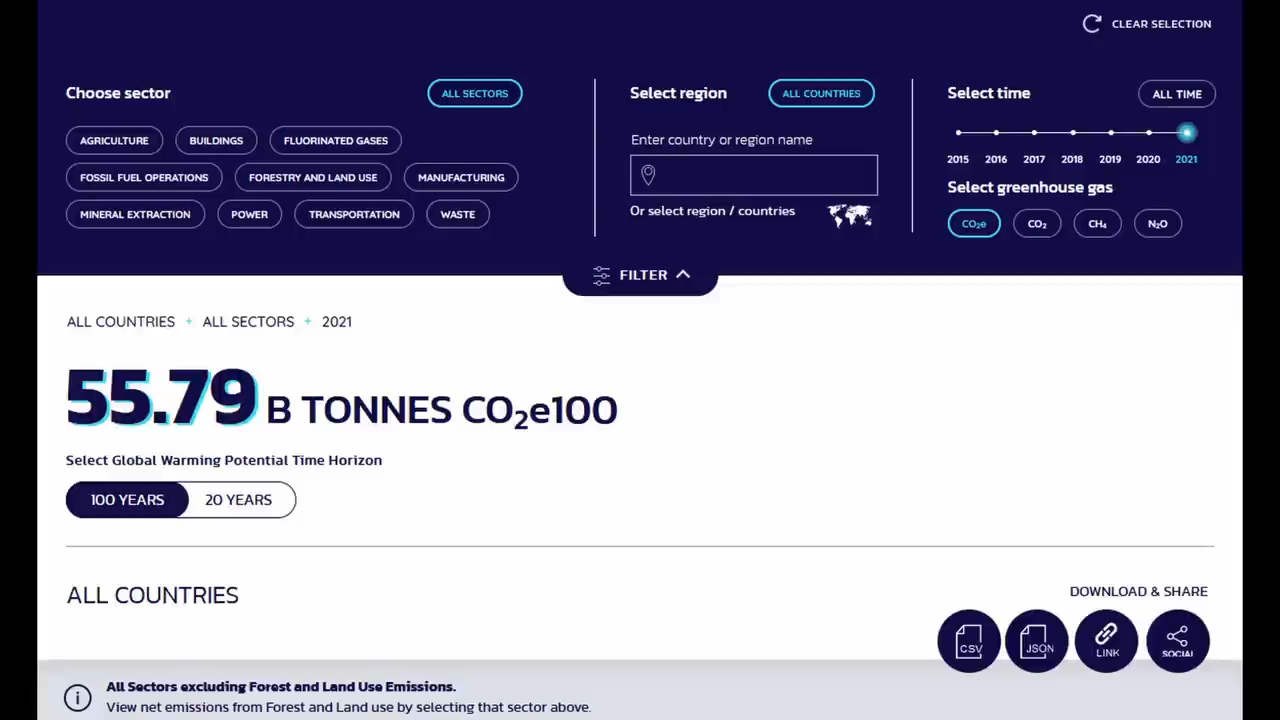 CLEAR SELECTION
Choose sector
ALL SECTORS
AGRICULTURE
BUILDINGS
FLUORINATED GASES
FOSSIL FUEL OPERATIONS
FORESTRY AND LAND USE
MANUFACTURING
MINERAL EXTRACTION
POWER
TRANSPORTATION
WASTE
Select region
ALL COUNTRIES
Enter country or region name
Or select region / countries
Select time
ALL TIME
2015 2016 2017 2018 2019 2020 2021
Select greenhouse gas
CO₂e
CO₂
CH₄
N₂O
FILTER
ALL COUNTRIES + ALL SECTORS + 2021
55.79 B TONNES CO₂e100
Select Global Warming Potential Time Horizon
100 YEARS
20 YEARS
ALL COUNTRIES
DOWNLOAD & SHARE
CSV
JSON
LINK
SOCIAL
All Sectors excluding Forest and Land Use Emissions.
View net emissions from Forest and Land use by selecting that sector above.